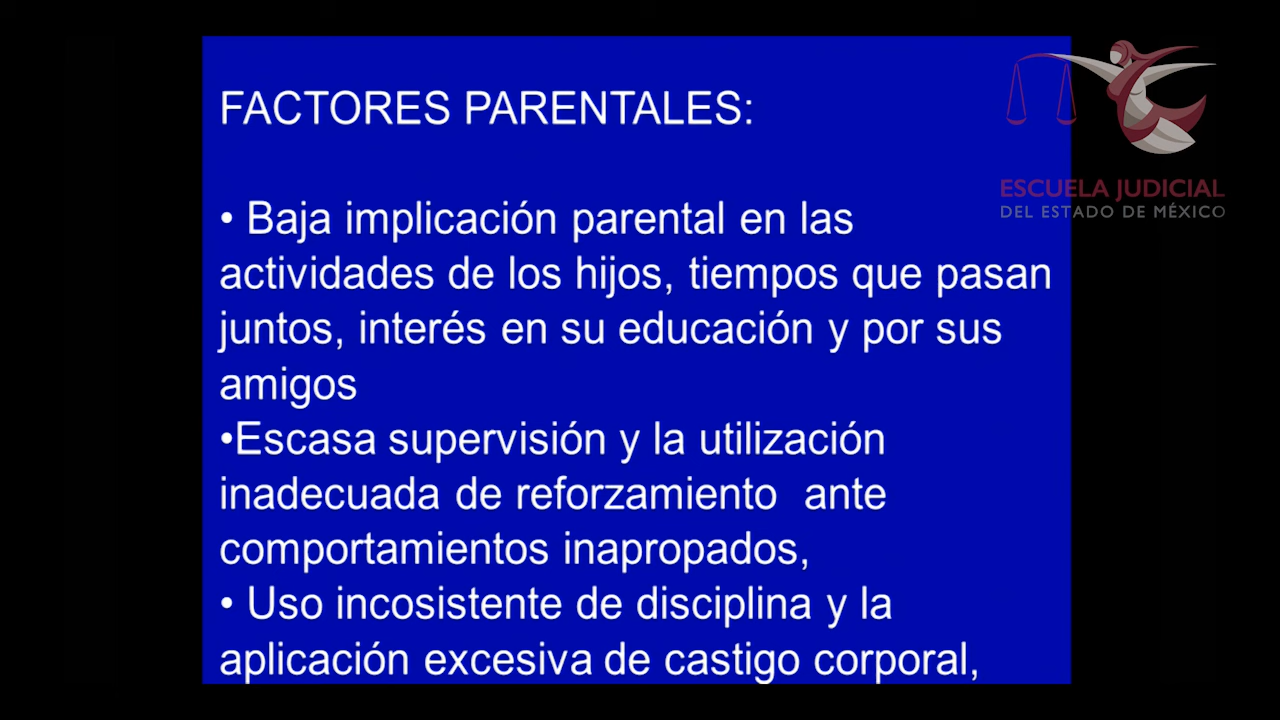 FACTORES PARENTALES:
ESCUELA JUDICIAL
DEL ESTADO DE MÉXICO
• Baja implicación parental en las
actividades de los hijos, tiempos que pasan
juntos, interés en su educación y por sus
amigos
•Escasa supervisión y la utilización
inadecuada de reforzamiento ante
comportamientos inapropados,
• Uso incosistente de disciplina y la
aplicación excesiva de castigo corporal,